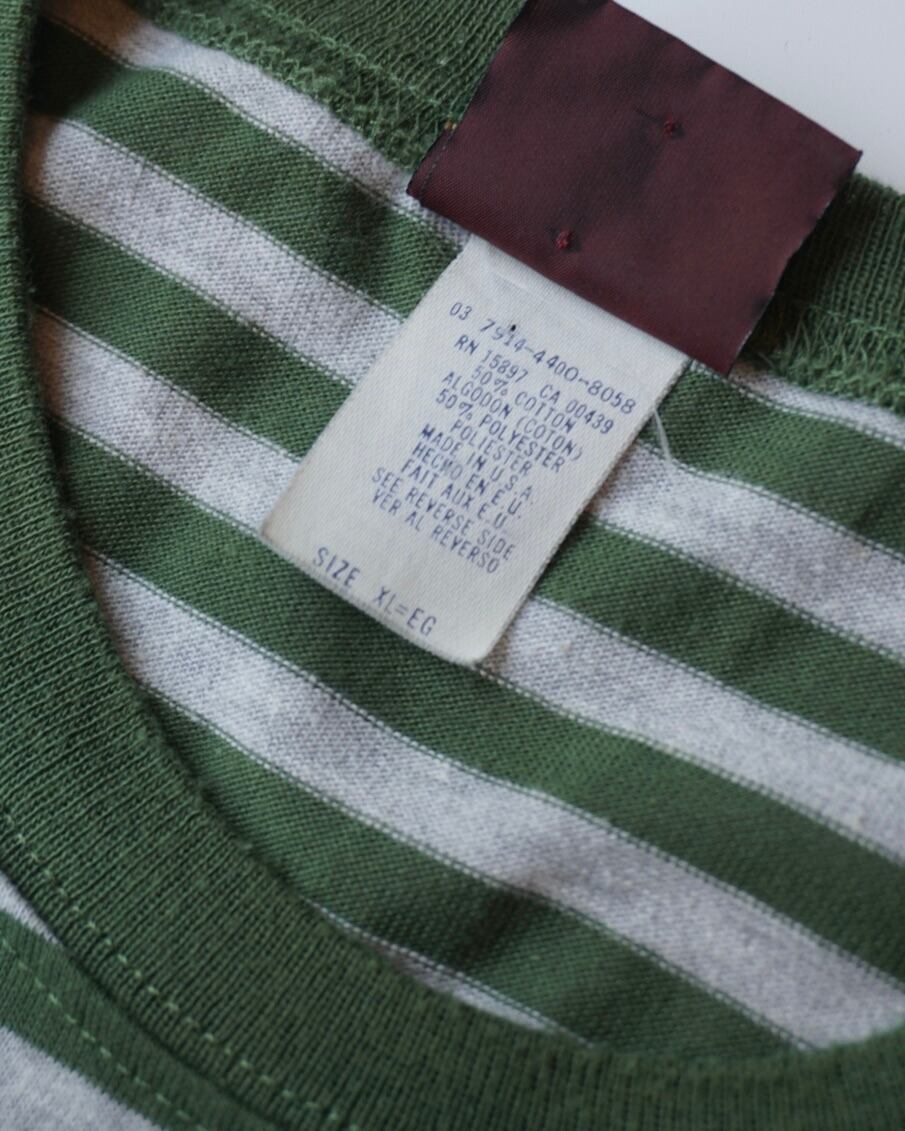 03 7914-4400-8058
RN 15897 CA 00439
50% COTTON
ALGODON (COTON)
50% POLYESTER
POLIESTER
MADE IN U.S.A.
HECHO EN E.U.
FAIT AUX E.U.
SEE REVERSE SIDE
VER AL REVERSO
SIZE XL=EG